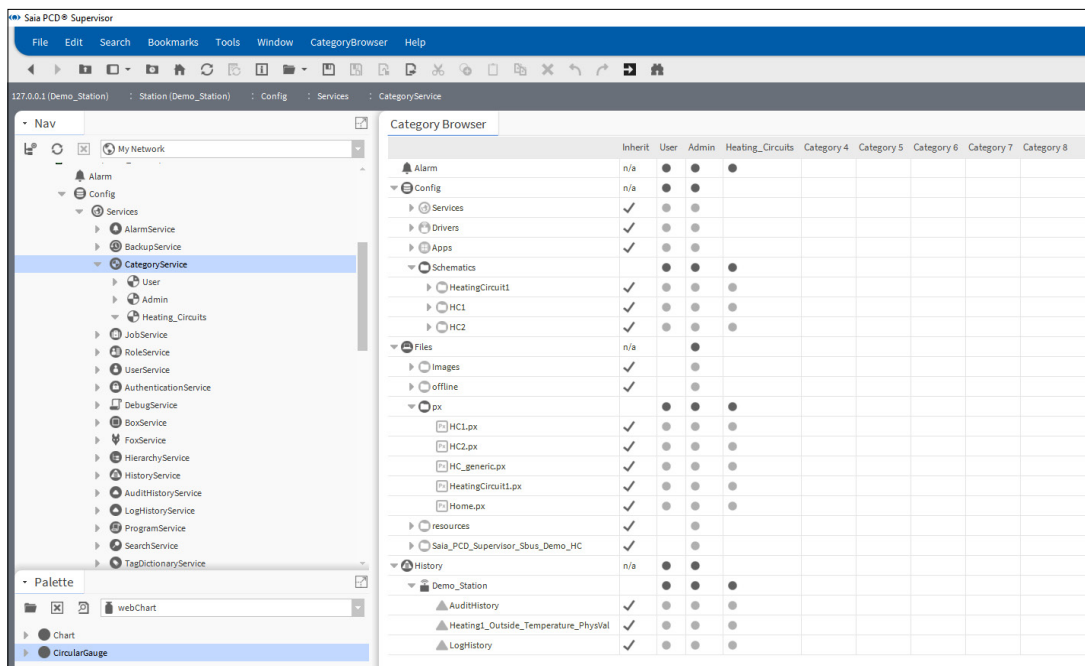 Saia PCD® Supervisor
File Edit Search Bookmarks Tools Window CategoryBrowser Help
127.0.0.1 (Demo_Station) : Station (Demo_Station) : Config : Services : CategoryService
Nav
My Network
Alarm
Config
Services
AlarmService
BackupService
CategoryService
User
Admin
Heating_Circuits
JobService
RoleService
UserService
AuthenticationService
DebugService
BoxService
FoxService
HierarchyService
HistoryService
AuditHistoryService
LogHistoryService
ProgramService
SearchService
TagDictionaryService
Palette
webChart
Chart
CircularGauge
Category Browser
Inherit User Admin Heating_Circuits Category 4 Category 5 Category 6 Category 7 Category 8
Alarm n/a
Config n/a
Services
Drivers
Apps
Schematics
HeatingCircuit1
HC1
HC2
Files n/a
Images
offline
px
Px HC1.px
Px HC2.px
Px HC_generic.px
Px HeatingCircuit1.px
Px Home.px
resources
Saia_PCD_Supervisor_Sbus_Demo_HC
History n/a
Demo_Station
AuditHistory
Heating1_Outside_Temperature_PhysVal
LogHistory